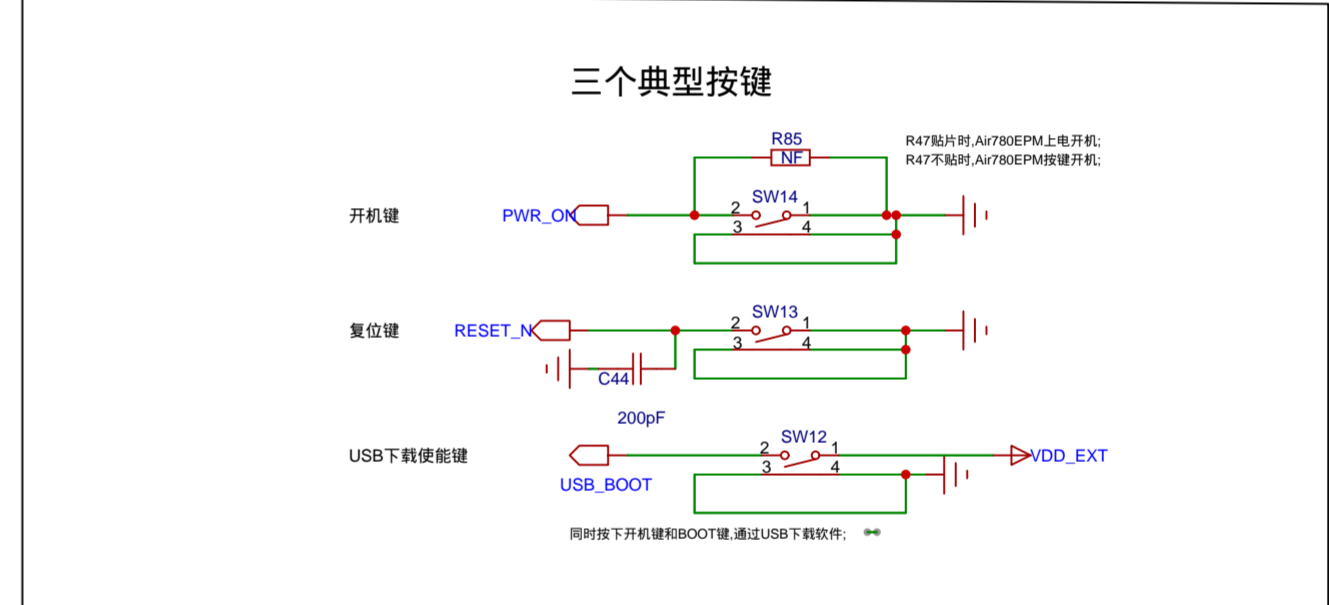 三个典型按键
R85
NF
R47贴片时,Air780EPM上电开机;
R47不贴时,Air780EPM按键开机;
SW14
开机键
PWR_ON
2
1
3
4
SW13
复位键
RESET_N
2
1
3
4
C44
200pF
SW12
USB下载使能键
2
1
3
4
VDD_EXT
USB_BOOT
同时按下开机键和BOOT键,通过USB下载软件;